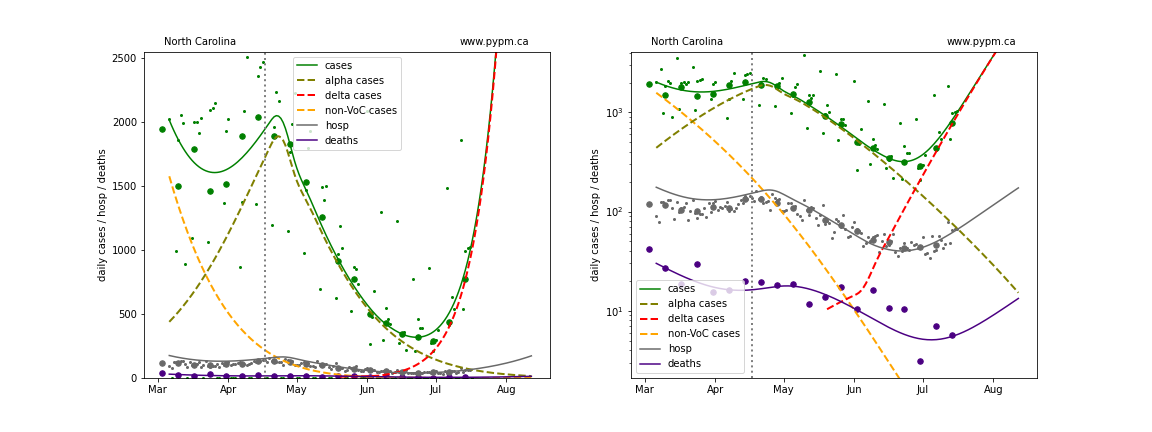 North Carolina www.pypm.ca
2500
2000
1500
1000
500
0
daily cases / hosp / deaths
cases
alpha cases
delta cases
non-VoC cases
hosp
deaths
Mar Apr May Jun Jul Aug
North Carolina www.pypm.ca
10³
10²
10¹
daily cases / hosp / deaths
cases
alpha cases
delta cases
non-VoC cases
hosp
deaths
Mar Apr May Jun Jul Aug